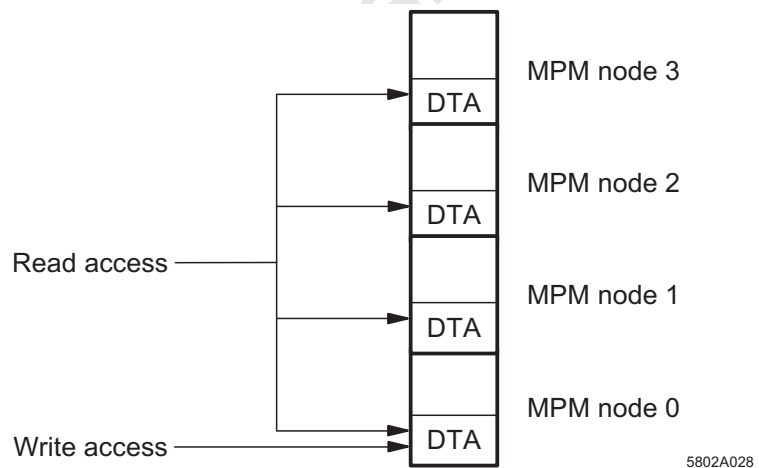 MPM node 3
DTA
MPM node 2
DTA
Read access
MPM node 1
DTA
MPM node 0
DTA
Write access
5802A028